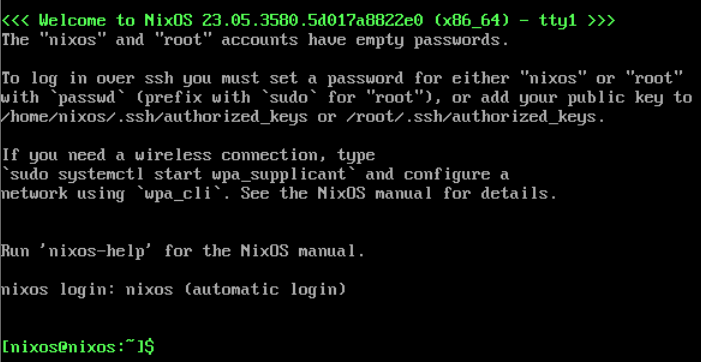 <<< Welcome to NixOS 23.05.3580.5d017a8822e0 (x86_64) - tty1 >>>
The "nixos" and "root" accounts have empty passwords.
To log in over ssh you must set a password for either "nixos" or "root"
with `passwd` (prefix with `sudo` for "root"), or add your public key to
/home/nixos/.ssh/authorized_keys or /root/.ssh/authorized_keys.
If you need a wireless connection, type
`sudo systemctl start wpa_supplicant` and configure a
network using `wpa_cli`. See the NixOS manual for details.
Run 'nixos-help' for the NixOS manual.
nixos login: nixos (automatic login)
[nixos@nixos:~]$